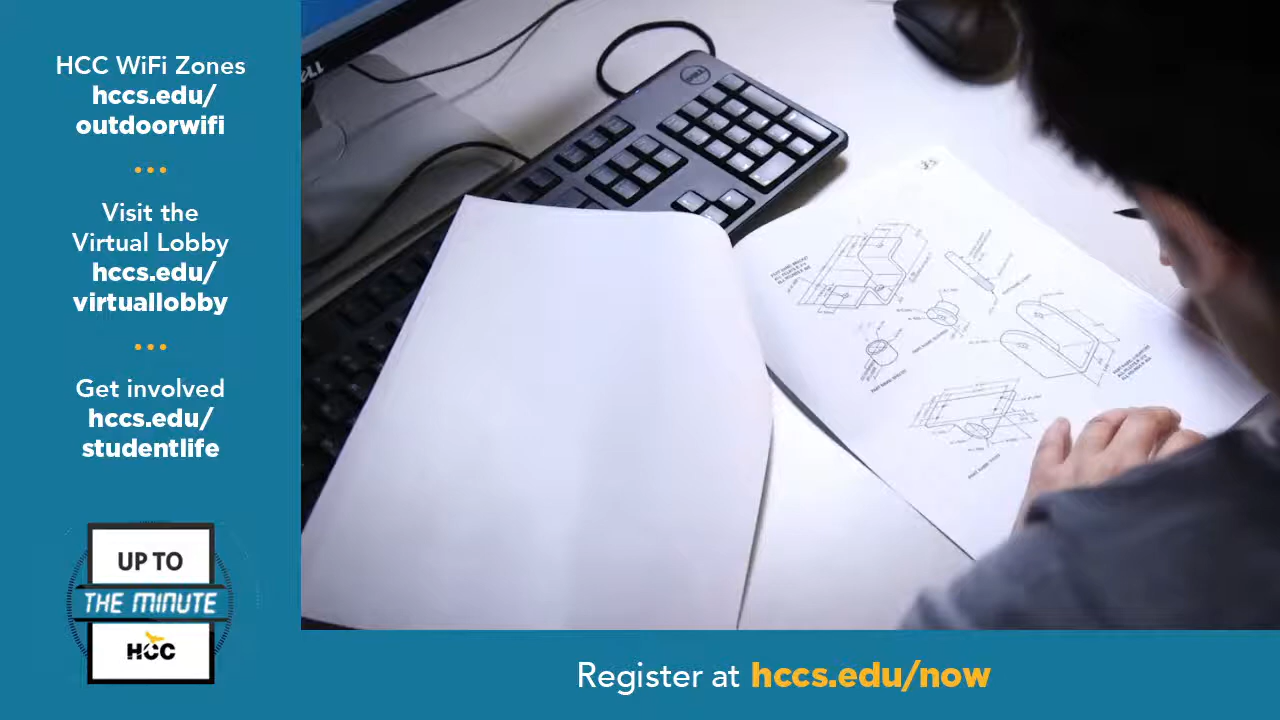 HCC WiFi Zones
hccs.edu/
outdoorwifi
Visit the
Virtual Lobby
hccs.edu/
virtuallobby
Get involved
hccs.edu/
studentlife
UP TO
THE MINUTE
HCC
DELL
Register at hccs.edu/now